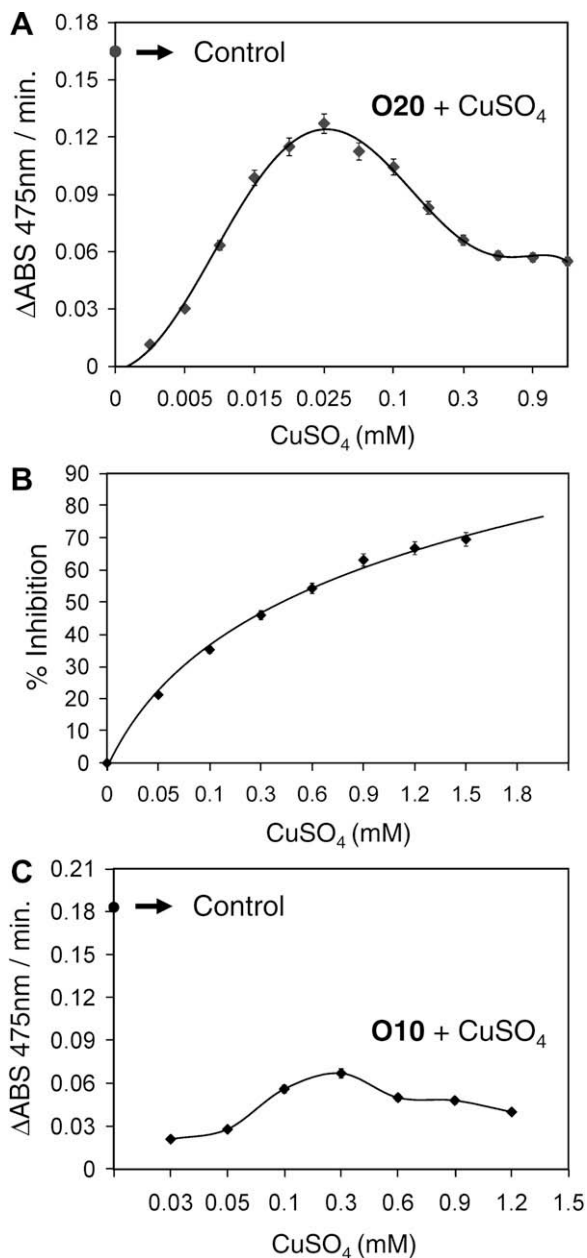 A
0.18
0.15
0.12
0.09
0.06
0.03
0
ΔABS 475nm / min.
Control
O20 + CuSO₄
0 0.005 0.015 0.025 0.1 0.3 0.9
CuSO₄ (mM)
B
90
80
70
60
50
40
30
20
10
0
% Inhibition
0 0.05 0.1 0.3 0.6 0.9 1.2 1.5 1.8
CuSO₄ (mM)
C
0.21
0.18
0.15
0.12
0.09
0.06
0.03
0
ΔABS 475nm / min.
Control
O10 + CuSO₄
0.03 0.05 0.1 0.3 0.6 0.9 1.2 1.5
CuSO₄ (mM)